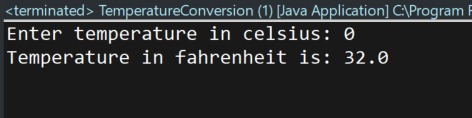 <terminated> TemperatureConversion (1) [Java Application] C:\Program
Enter temperature in celsius: 0
Temperature in fahrenheit is: 32.0